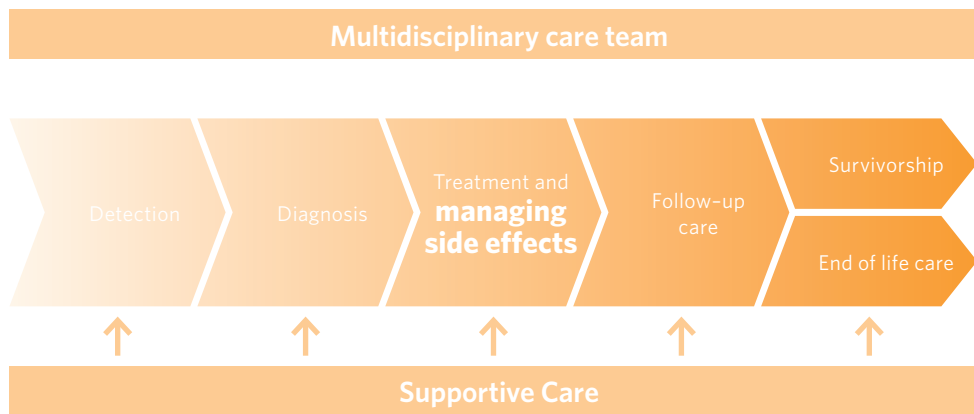 Multidisciplinary care team
Detection
Diagnosis
Treatment and
managing
side effects
Follow-up
care
Survivorship
End of life care
Supportive Care